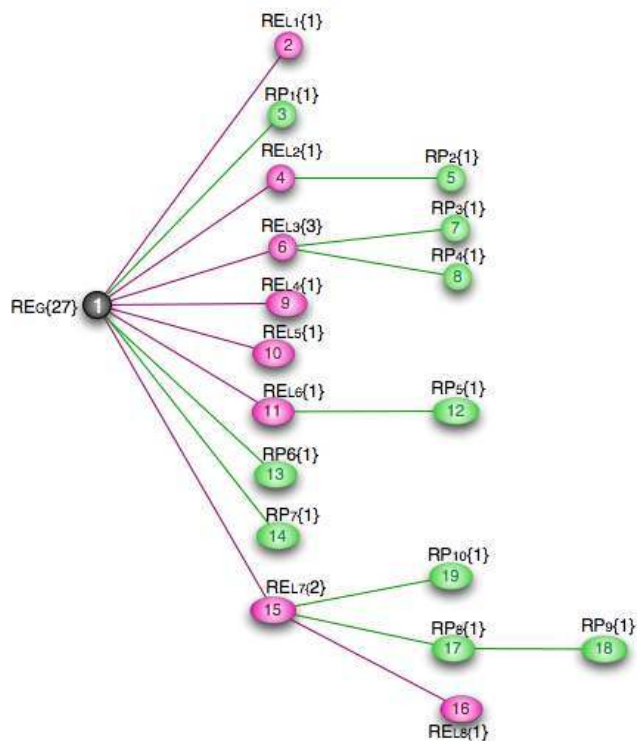 REL1{1}
2
RP1{1}
3
REL2{1}
4
RP2{1}
5
RP3{1}
7
REL3{3}
6
RP4{1}
8
REL4{1}
9
REG{27}
1
REL5{1}
10
REL6{1}
11
RP5{1}
12
RP6{1}
13
RP7{1}
14
RP10{1}
19
REL7{2}
15
RP8{1}
17
RP9{1}
18
16
REL8{1}